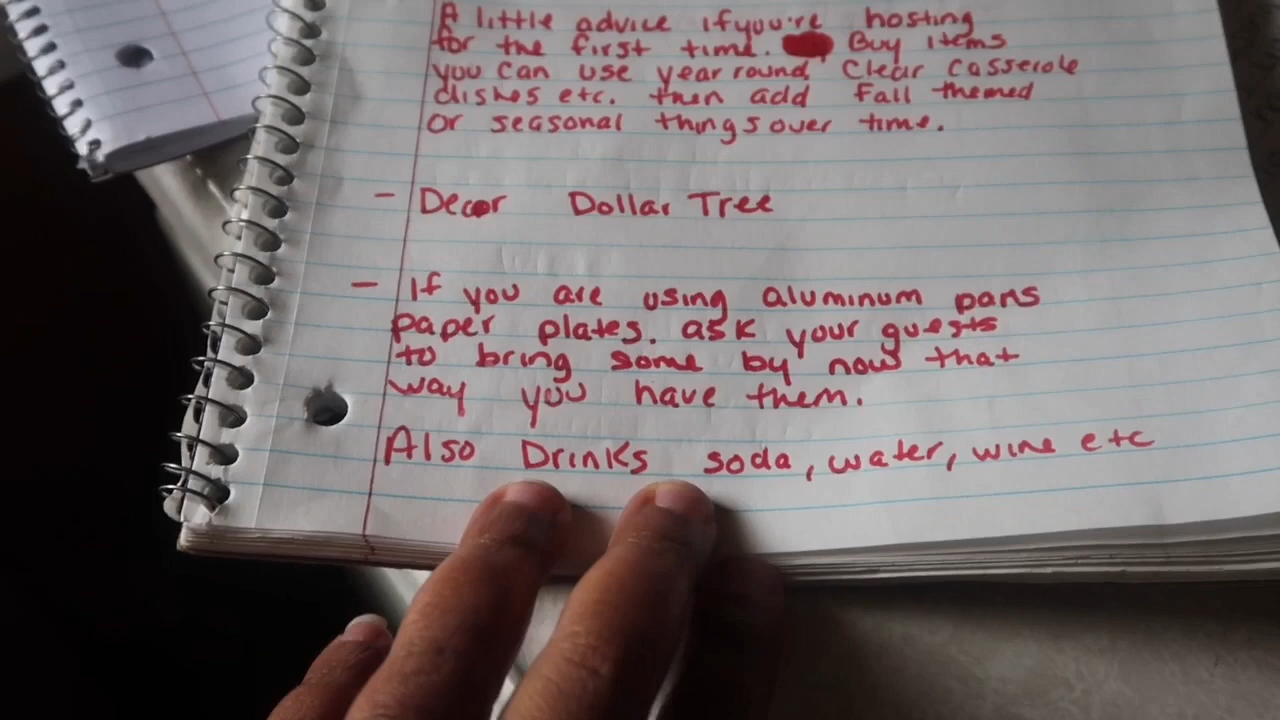 A little advice if you're hosting
for the first time. Buy items
you can use year round, Clear casserole
dishes etc. then add fall themed
or seasonal things over time.
- Decor Dollar Tree
- If you are using aluminum pans
paper plates. ask your guests
to bring some by now that
way you have them.
Also Drinks soda, water, wine etc